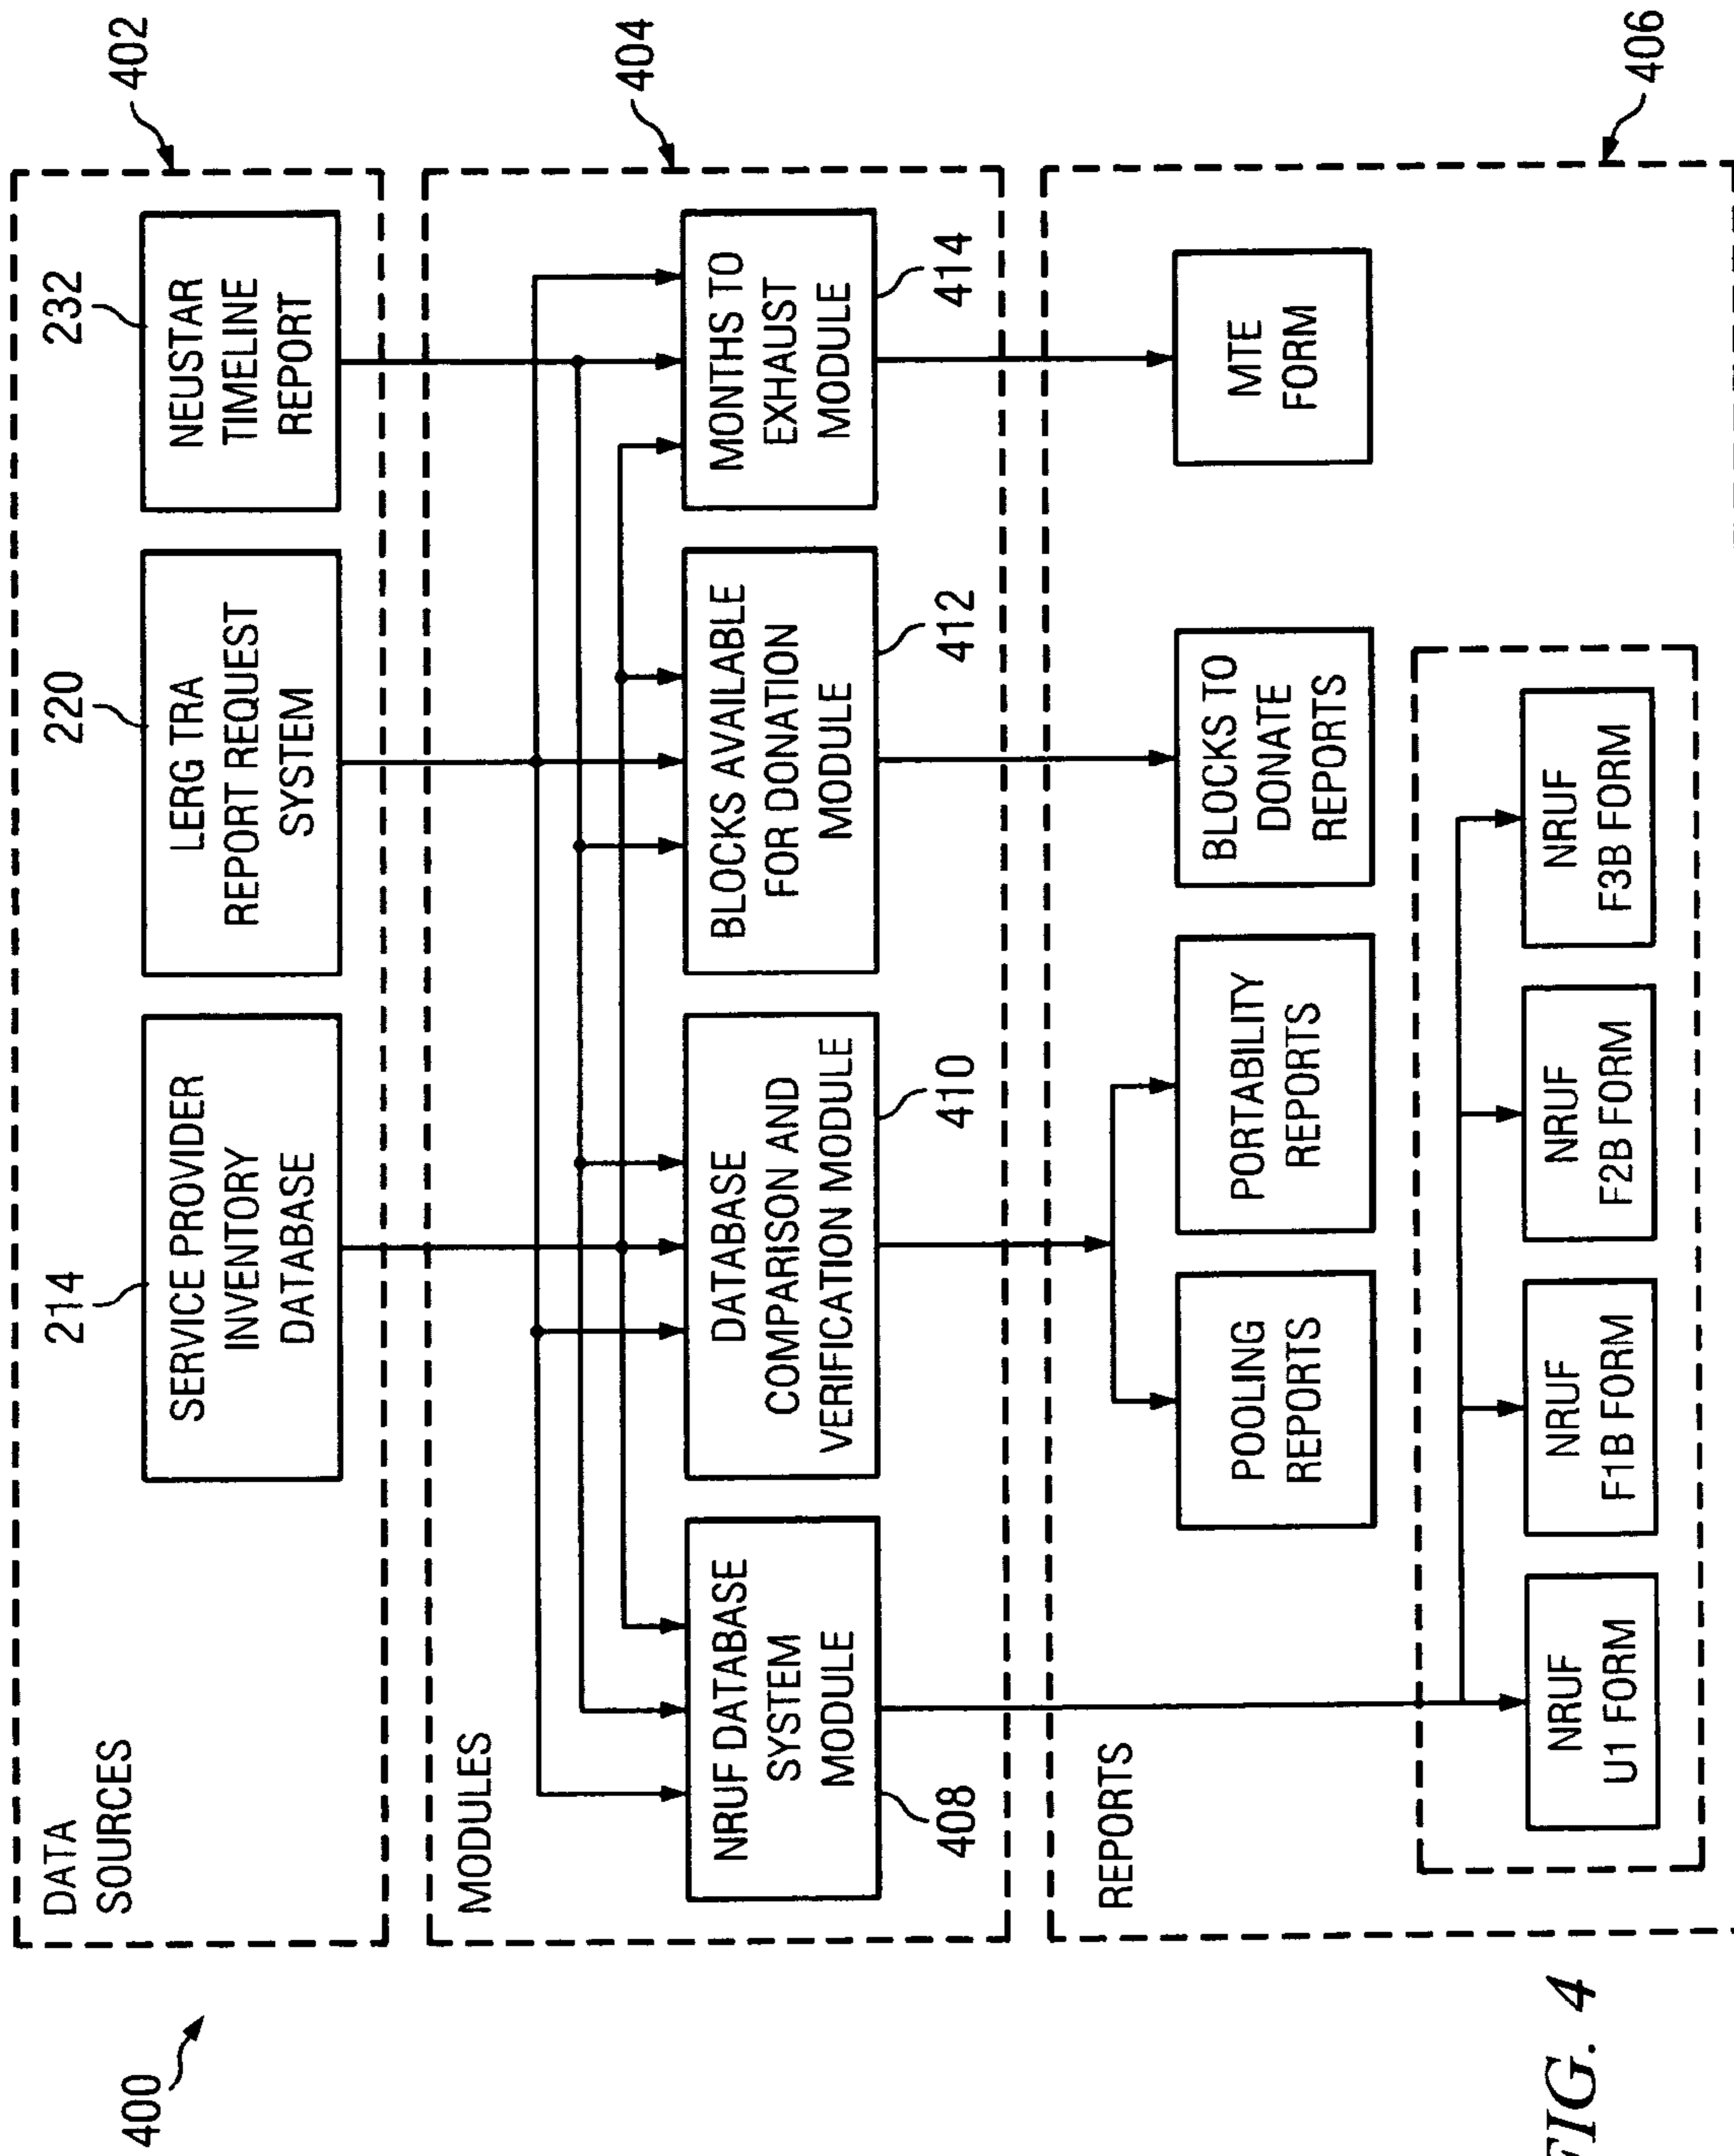 400
402
DATA
SOURCES
214
SERVICE PROVIDER
INVENTORY
DATABASE
220
LERG TRA
REPORT REQUEST
SYSTEM
232
NEUSTAR
TIMELINE
REPORT
404
MODULES
NRUF DATABASE
SYSTEM
MODULE
408
DATABASE
COMPARISON AND
VERIFICATION MODULE
410
BLOCKS AVAILABLE
FOR DONATION
MODULE
412
MONTHS TO
EXHAUST
MODULE
414
REPORTS
POOLING
REPORTS
PORTABILITY
REPORTS
BLOCKS TO
DONATE
REPORTS
MTE
FORM
NRUF
U1 FORM
NRUF
F1B FORM
NRUF
F2B FORM
NRUF
F3B FORM
406
FIG. 4